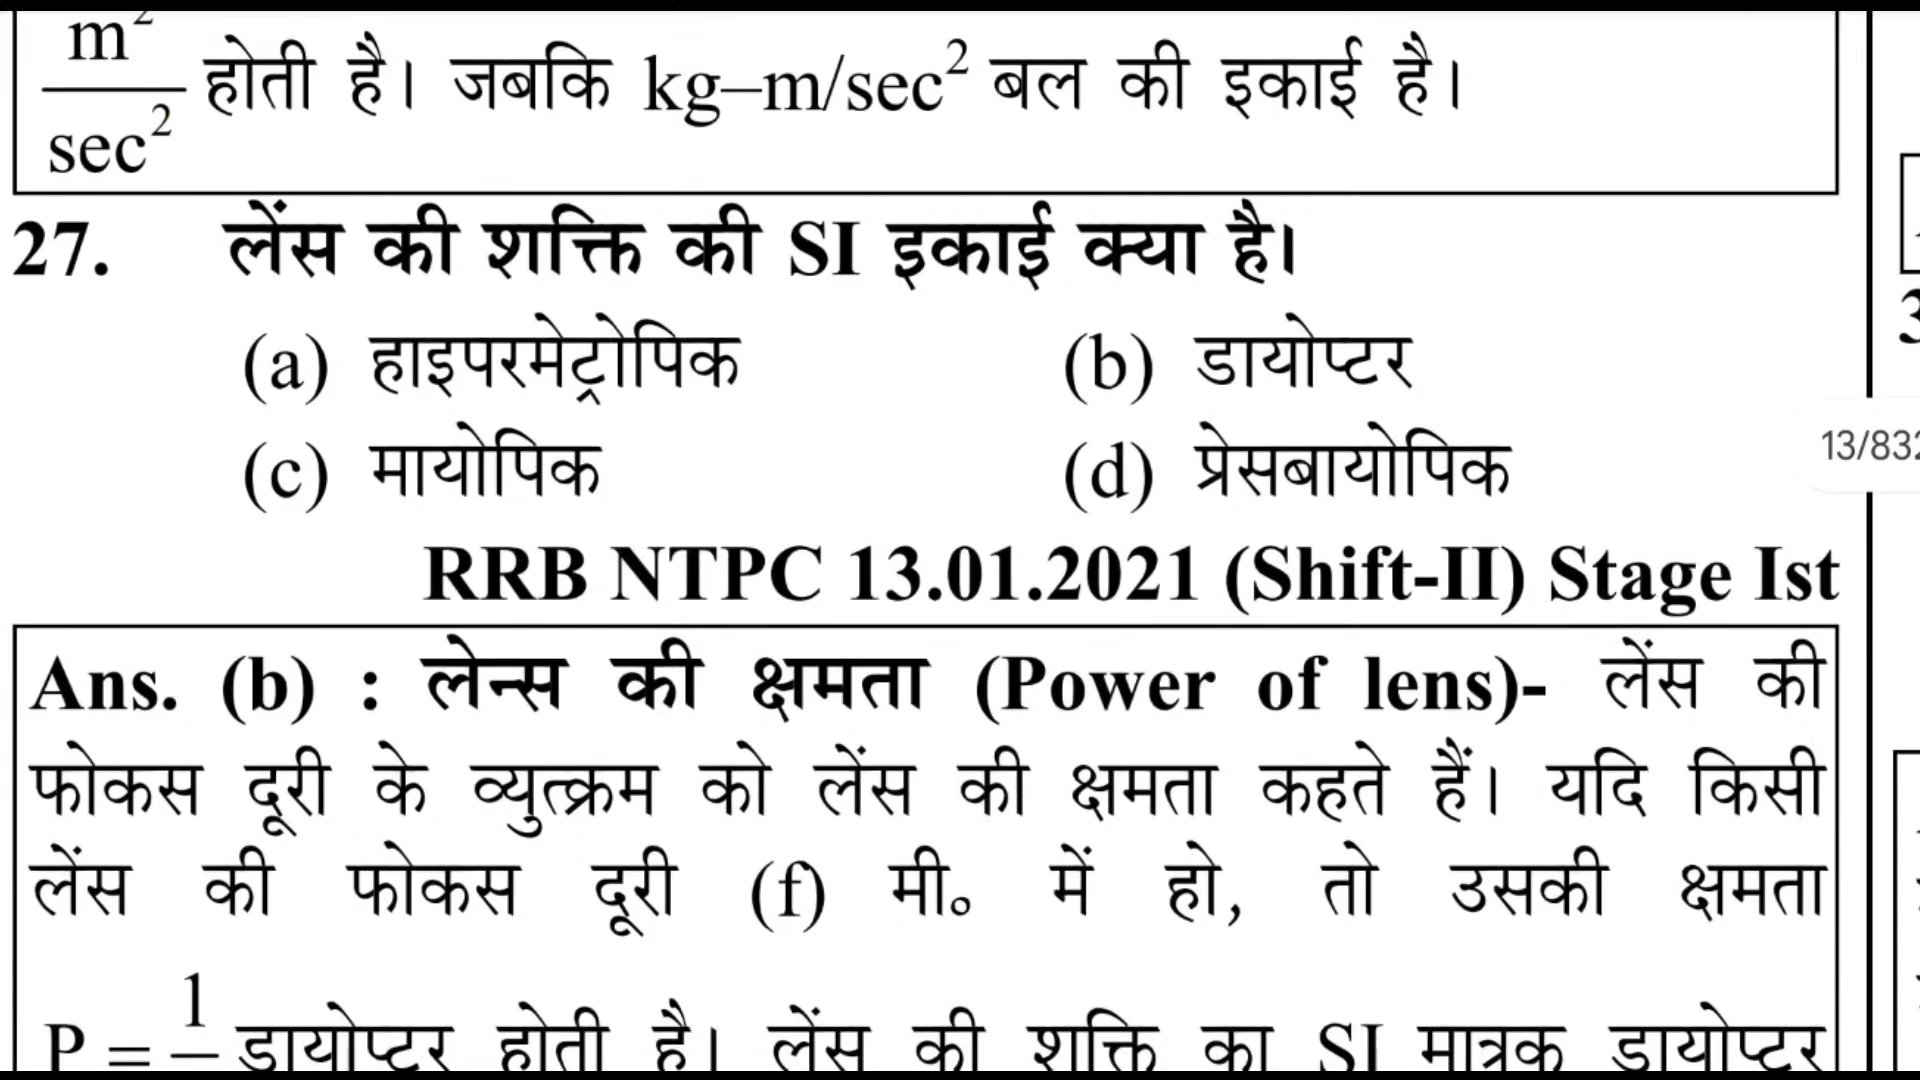 m²
sec² होती है। जबकि kg–m/sec² बल की इकाई है।
27. लेंस की शक्ति की SI इकाई क्या है।
(a) हाइपरमेट्रोपिक (b) डायोप्टर
(c) मायोपिक (d) प्रेसबायोपिक
RRB NTPC 13.01.2021 (Shift-II) Stage Ist
Ans. (b) : लेन्स की क्षमता (Power of lens)- लेंस की
फोकस दूरी के व्युत्क्रम को लेंस की क्षमता कहते हैं। यदि किसी
लेंस की फोकस दूरी (f) मी० में हो, तो उसकी क्षमता
P = 1 डायोप्टर होती है। लेंस की शक्ति का SI मात्रक डायोप्टर
13/832